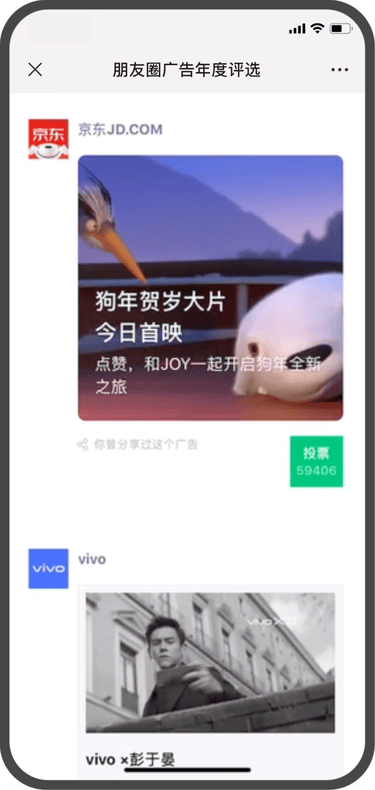 朋友圈广告年度评选
京东
京东JD.COM
狗年贺岁大片
今日首映
点赞，和JOY一起开启狗年全新
之旅
你曾分享过这个广告
投票
59406
vivo
vivo
vivo X21
vivo ×彭于晏